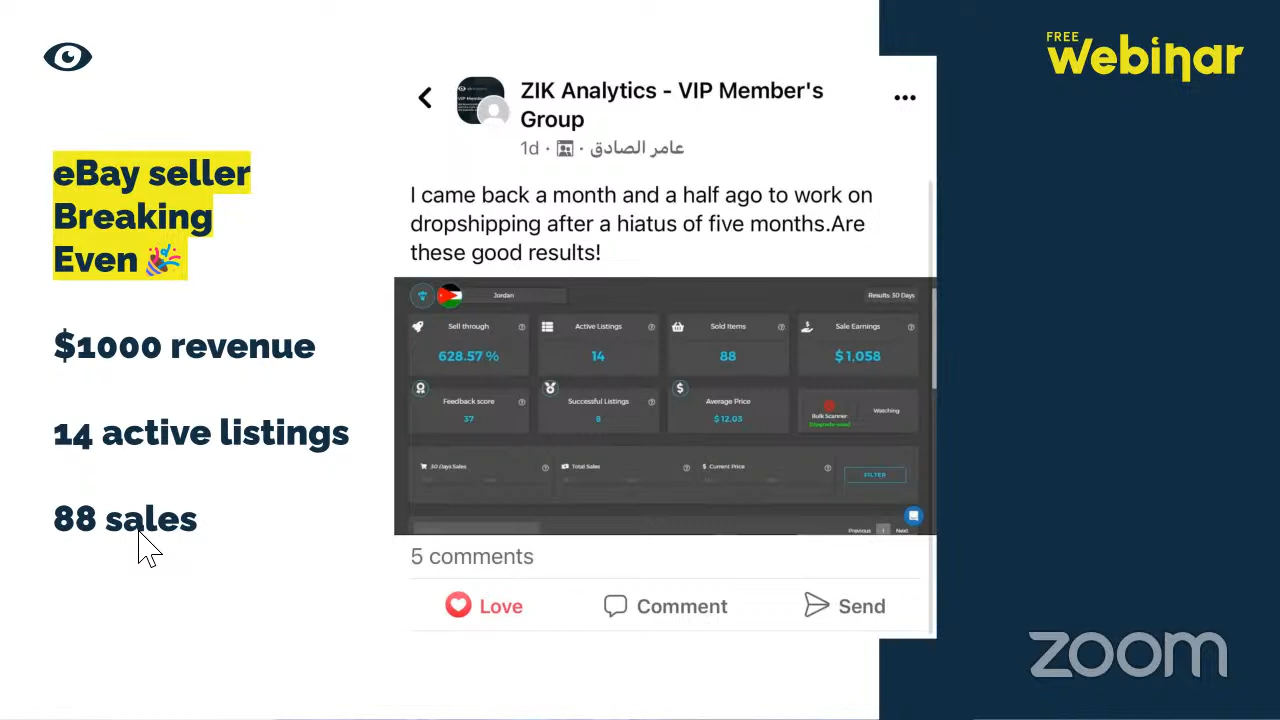 FREE
Webinar
eBay seller
Breaking
Even 🎉
$1000 revenue
14 active listings
88 sales
ZIK Analytics - VIP Member's
Group
1d · عامر الصادق
I came back a month and a half ago to work on
dropshipping after a hiatus of five months.Are
these good results!
Jordan
Results: 30 Days
Sell through
628.57 %
Active Listings
14
Sold Items
88
Sale Earnings
$1,058
Feedback score
37
Successful Listings
8
Average Price
$12.03
Bulk Scanner
(Upgrade now)
Watching
30 Days Sales
Total Sales
$ Current Price
FILTER
Previous 1 Next
5 comments
Love
Comment
Send
zoom